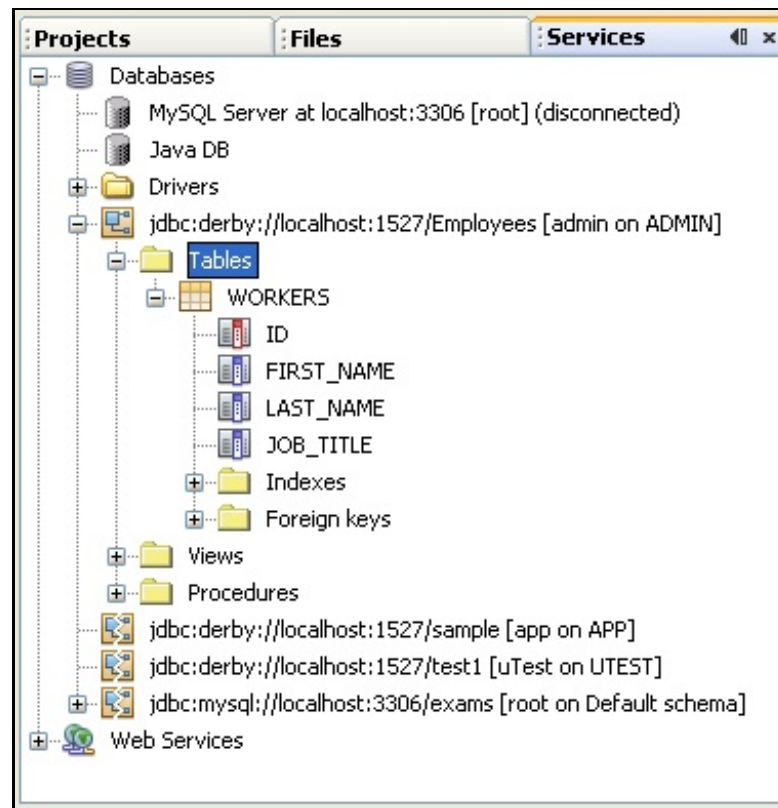 Projects Files Services
Databases
MySQL Server at localhost:3306 [root] (disconnected)
Java DB
Drivers
jdbc:derby://localhost:1527/Employees [admin on ADMIN]
Tables
WORKERS
ID
FIRST_NAME
LAST_NAME
JOB_TITLE
Indexes
Foreign keys
Views
Procedures
jdbc:derby://localhost:1527/sample [app on APP]
jdbc:derby://localhost:1527/test1 [uTest on UTEST]
jdbc:mysql://localhost:3306/exams [root on Default schema]
Web Services